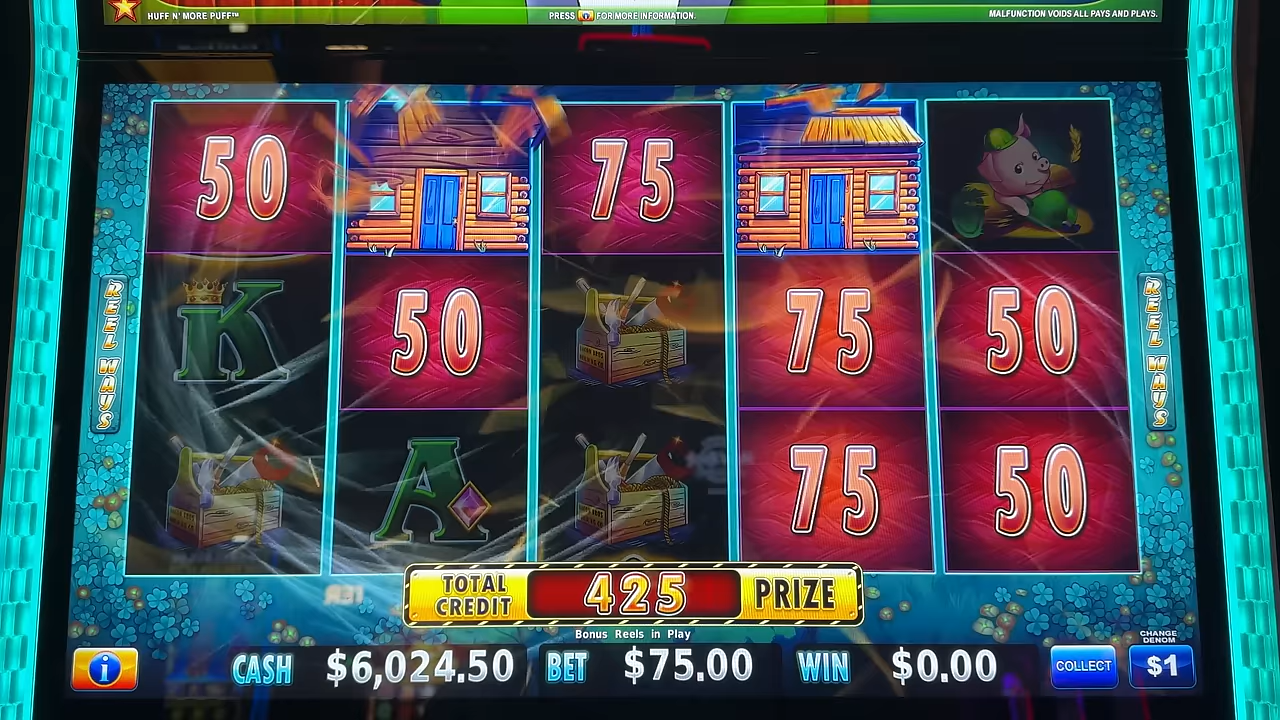 HUFF N' MORE PUFF™
PRESS i FOR MORE INFORMATION.
MALFUNCTION VOIDS ALL PAYS AND PLAYS.
50
75
K
50
75
50
A
75
50
REEL WAYS
REEL WAYS
TOTAL CREDIT
425
PRIZE
Bonus Reels in Play
CASH $6,024.50
BET $75.00
WIN $0.00
COLLECT
CHANGE DENOM
$1